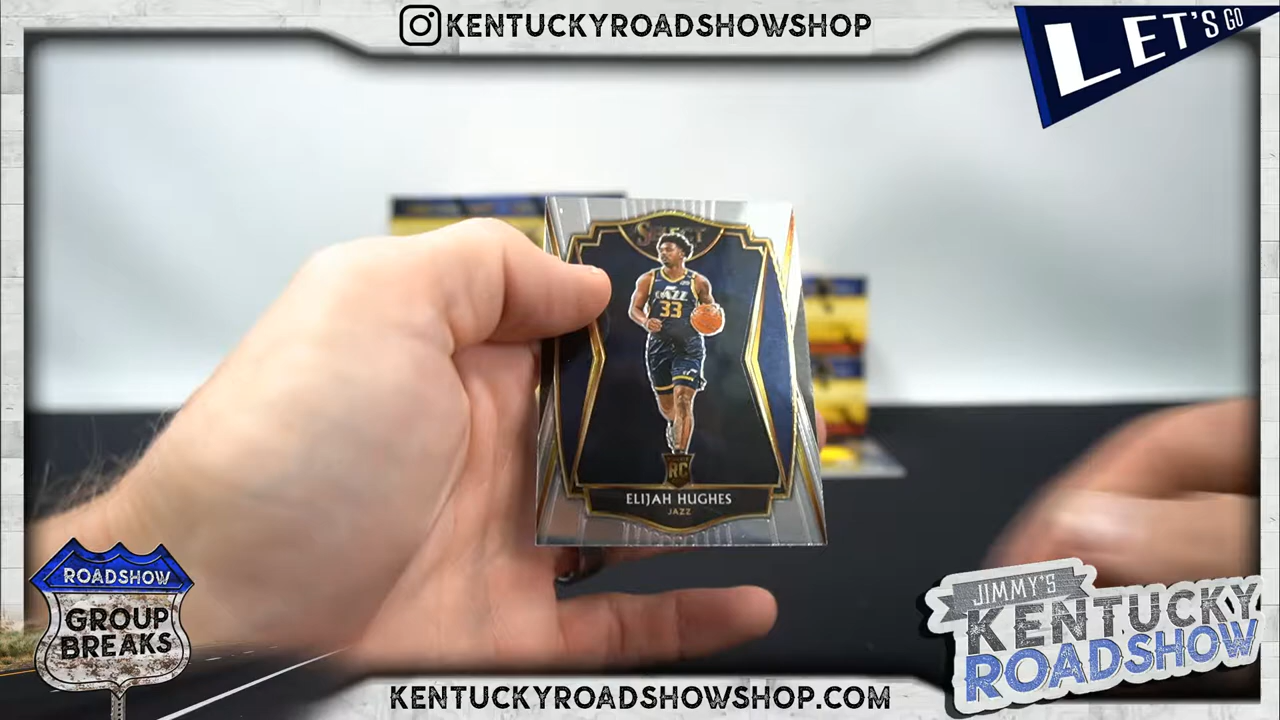 KENTUCKYROADSHOWSHOP
LET'S GO
SELECT
JAZZ
33
RC
ELIJAH HUGHES
JAZZ
ROADSHOW
GROUP
BREAKS
JIMMY'S
KENTUCKY
ROADSHOW
KENTUCKYROADSHOWSHOP.COM